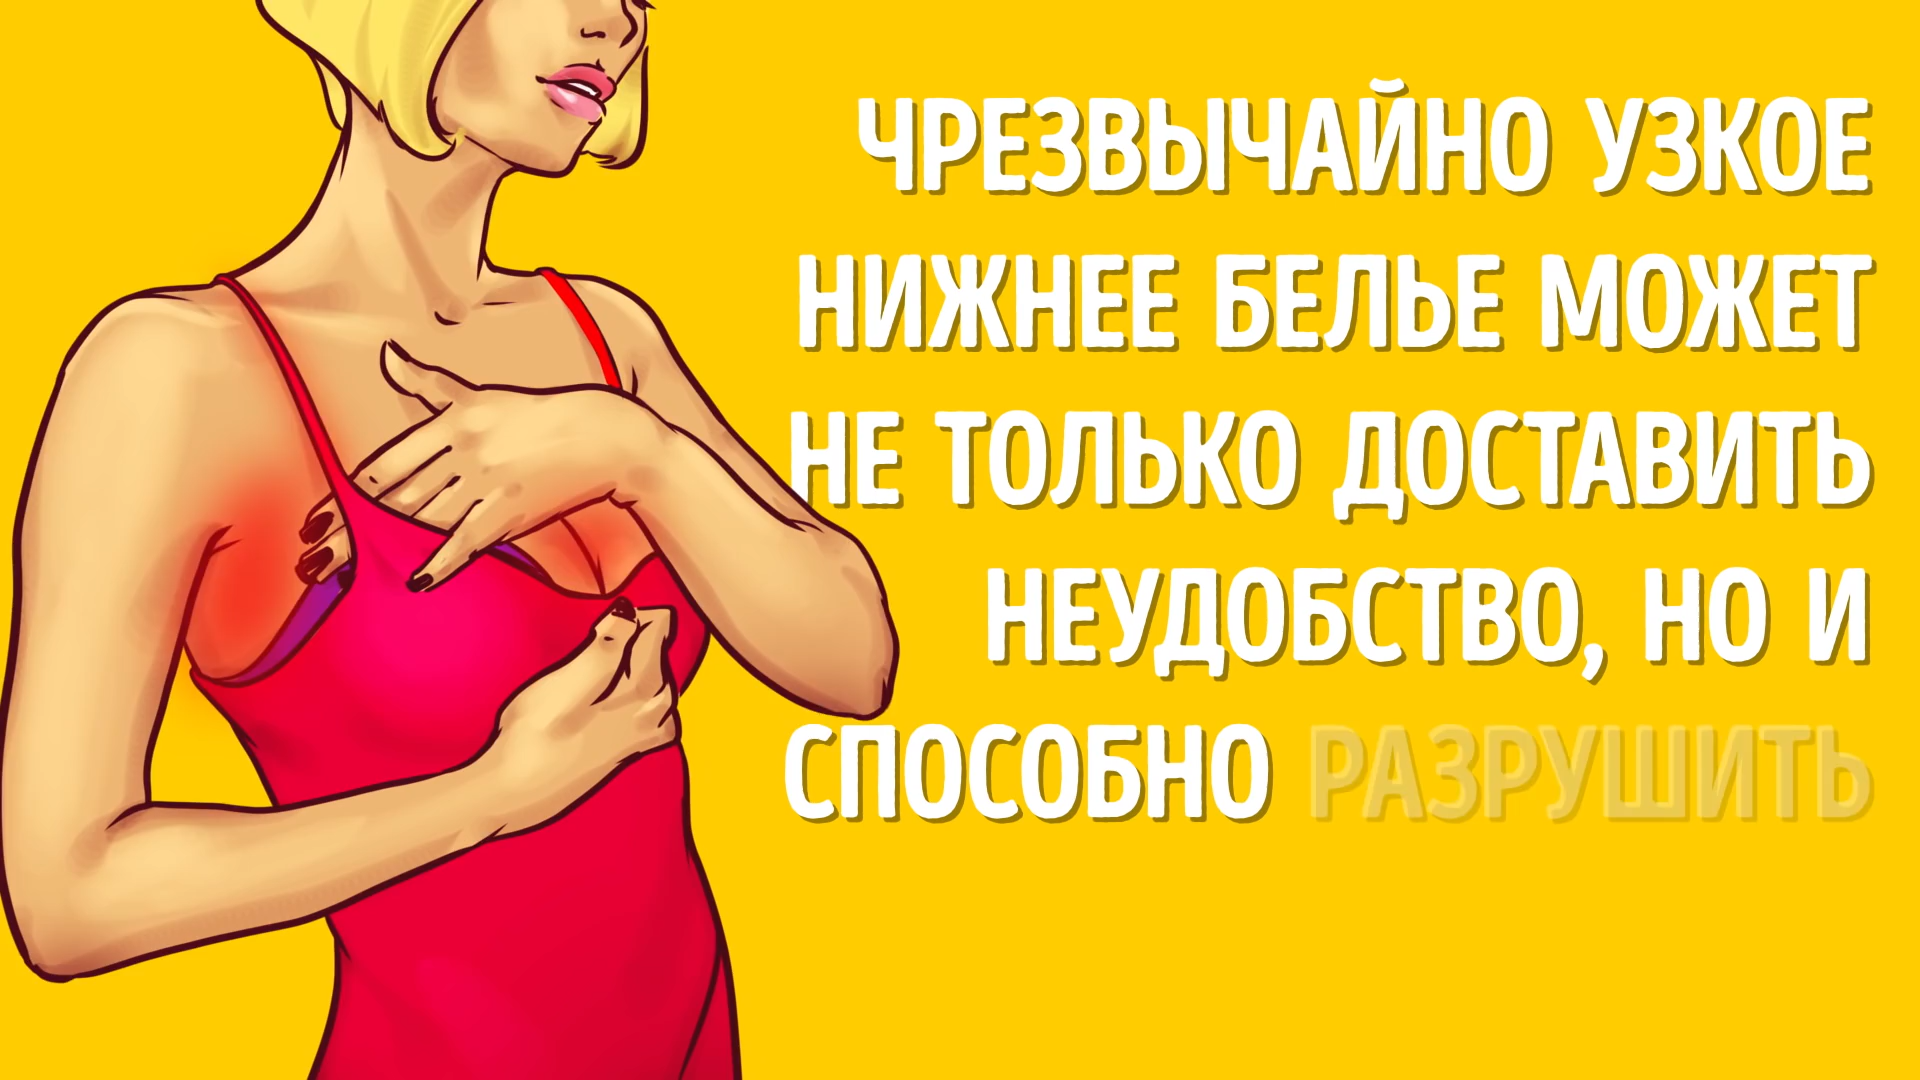 ЧРЕЗВЫЧАЙНО УЗКОЕ
НИЖНЕЕ БЕЛЬЕ МОЖЕТ
НЕ ТОЛЬКО ДОСТАВИТЬ
НЕУДОБСТВО, НО И
СПОСОБНО РАЗРУШИТЬ